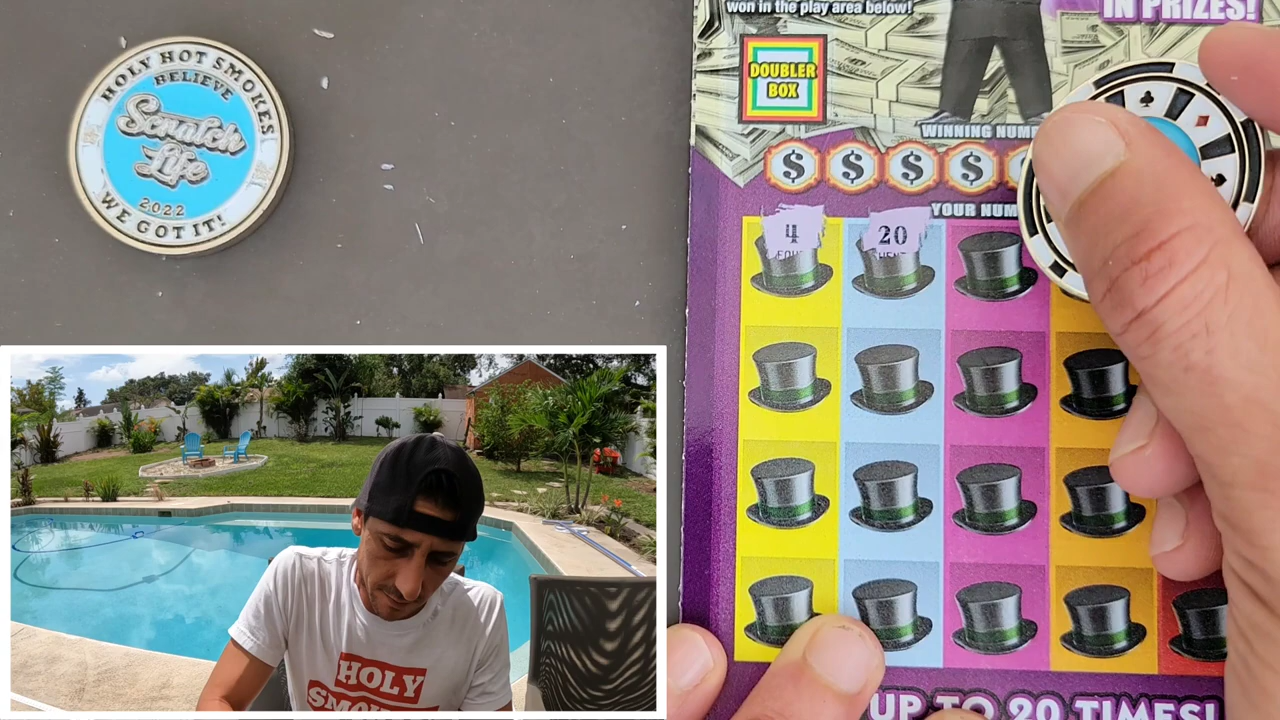 HOLY HOT SMOKES
BELIEVE
Scratch
Life
2022
WE GOT IT!
won in the play area below!
IN PRIZES!
DOUBLER
BOX
WINNING NUM
$ $ $ $
YOUR NUM
4
20
UP TO 20 TIMES!
HOLY